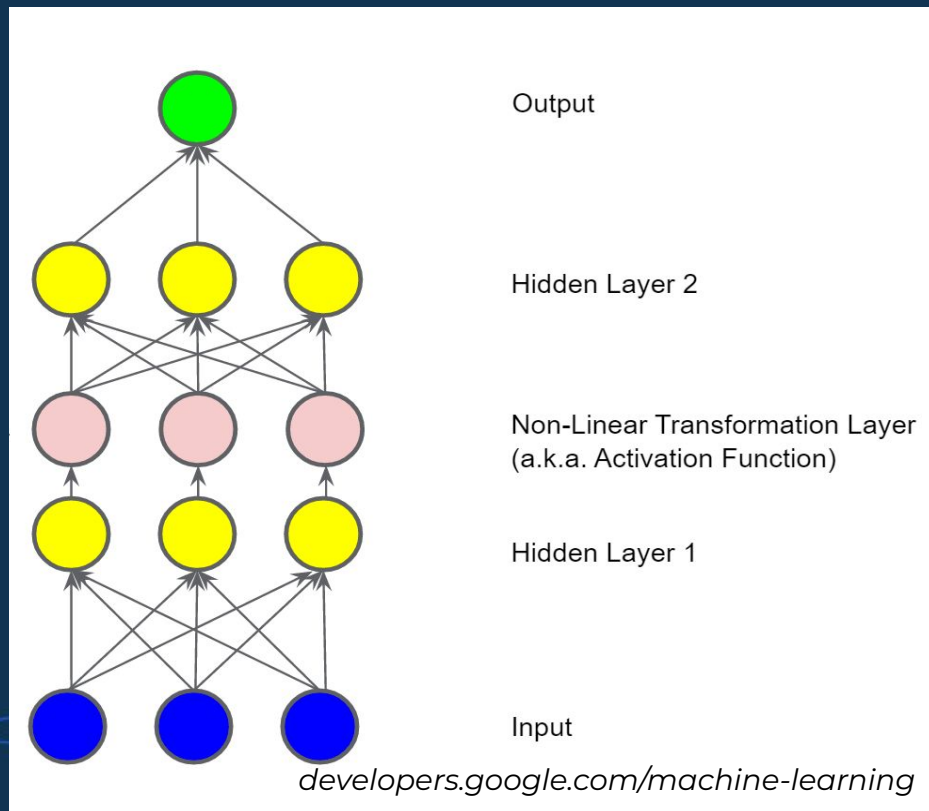 Output
Hidden Layer 2
Non-Linear Transformation Layer
(a.k.a. Activation Function)
Hidden Layer 1
Input
developers.google.com/machine-learning